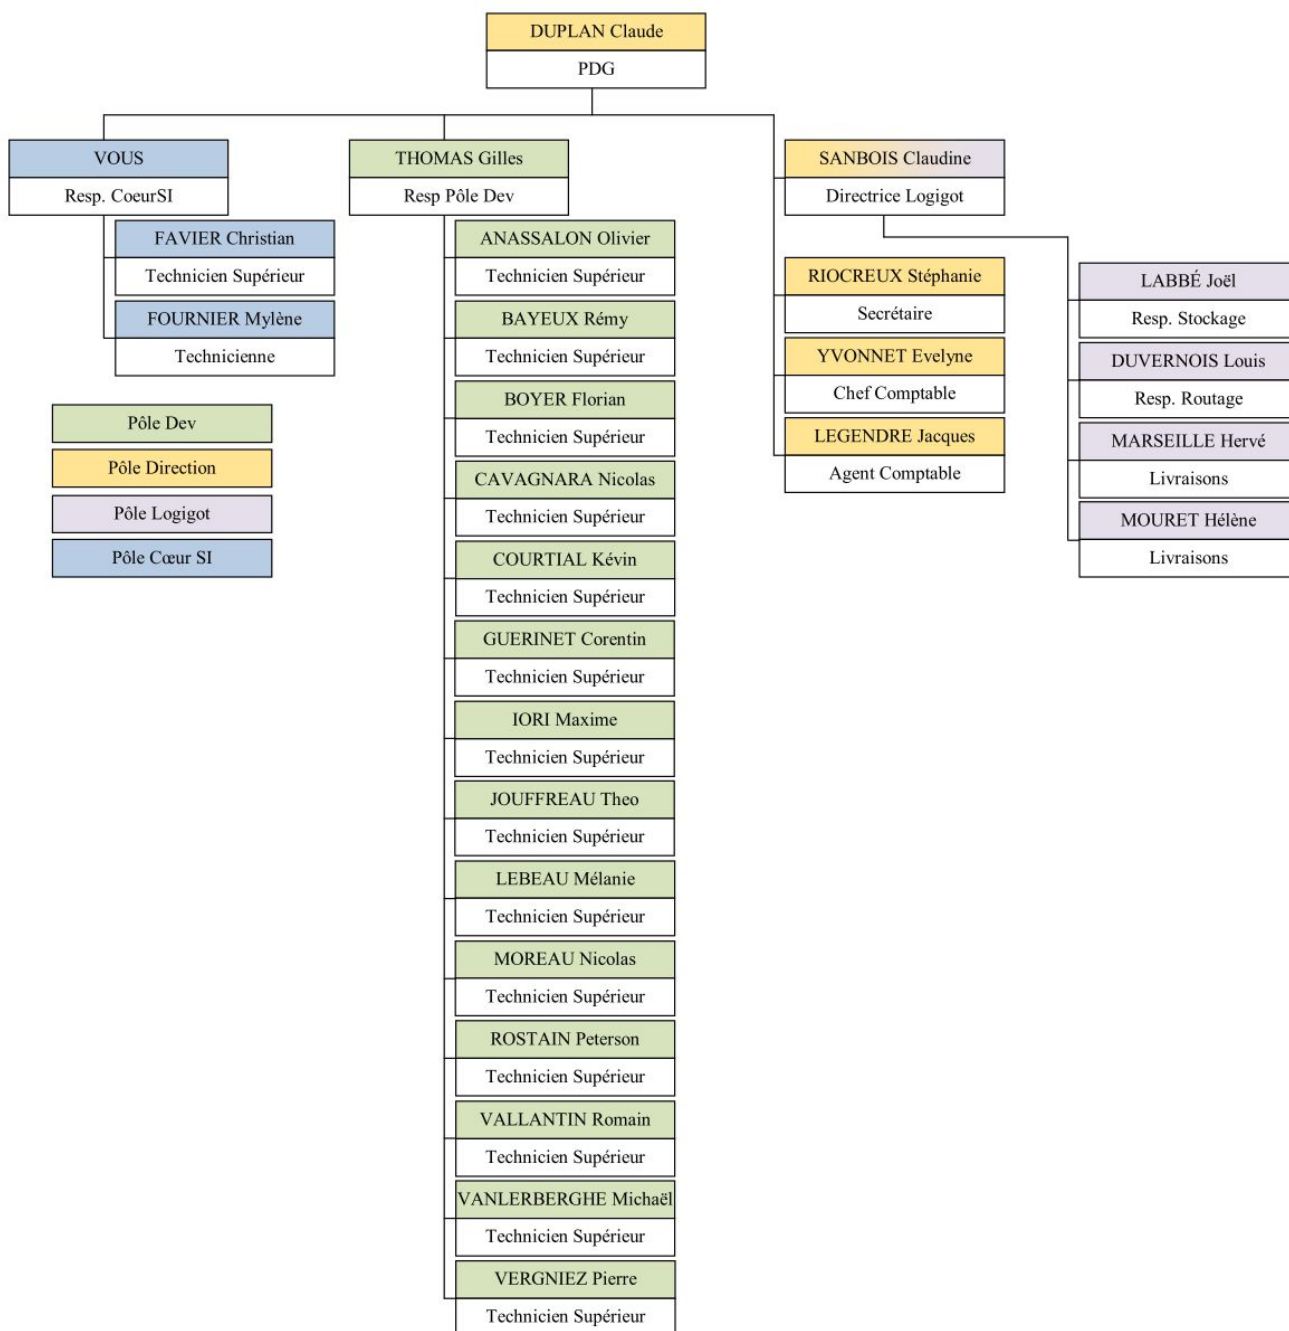 DUPLAN Claude
PDG
VOUS
Resp. CoeurSI
FAVIER Christian
Technicien Supérieur
FOURNIER Mylène
Technicienne
Pôle Dev
Pôle Direction
Pôle Logigot
Pôle Cœur SI
THOMAS Gilles
Resp Pôle Dev
ANASSALON Olivier
Technicien Supérieur
BAYEUX Rémy
Technicien Supérieur
BOYER Florian
Technicien Supérieur
CAVAGNARA Nicolas
Technicien Supérieur
COURTIAL Kévin
Technicien Supérieur
GUERINET Corentin
Technicien Supérieur
IORI Maxime
Technicien Supérieur
JOUFFREAU Theo
Technicien Supérieur
LEBEAU Mélanie
Technicien Supérieur
MOREAU Nicolas
Technicien Supérieur
ROSTAIN Peterson
Technicien Supérieur
VALLANTIN Romain
Technicien Supérieur
VANLERBERGHE Michaël
Technicien Supérieur
VERGNIEZ Pierre
Technicien Supérieur
SANBOIS Claudine
Directrice Logigot
RIOCREUX Stéphanie
Secrétaire
YVONNET Evelyne
Chef Comptable
LEGENDRE Jacques
Agent Comptable
LABBÉ Joël
Resp. Stockage
DUVERNOIS Louis
Resp. Routage
MARSEILLE Hervé
Livraisons
MOURET Hélène
Livraisons